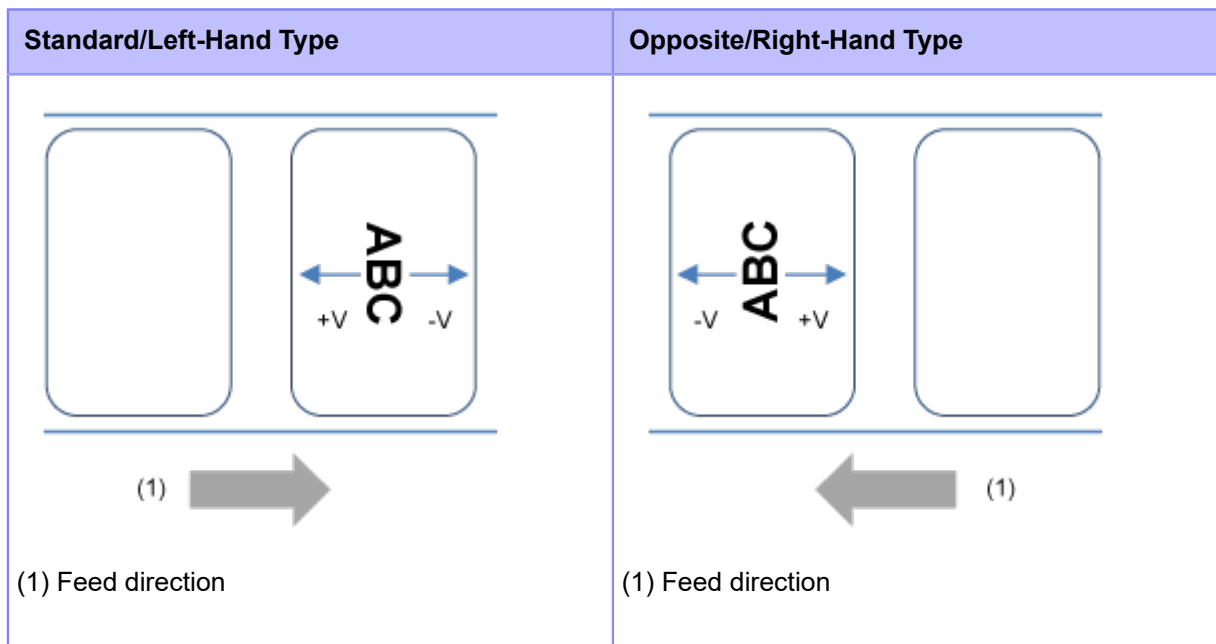 Standard/Left-Hand Type
Opposite/Right-Hand Type
ABC
+V
-V
(1)
(1) Feed direction
ABC
-V
+V
(1)
(1) Feed direction